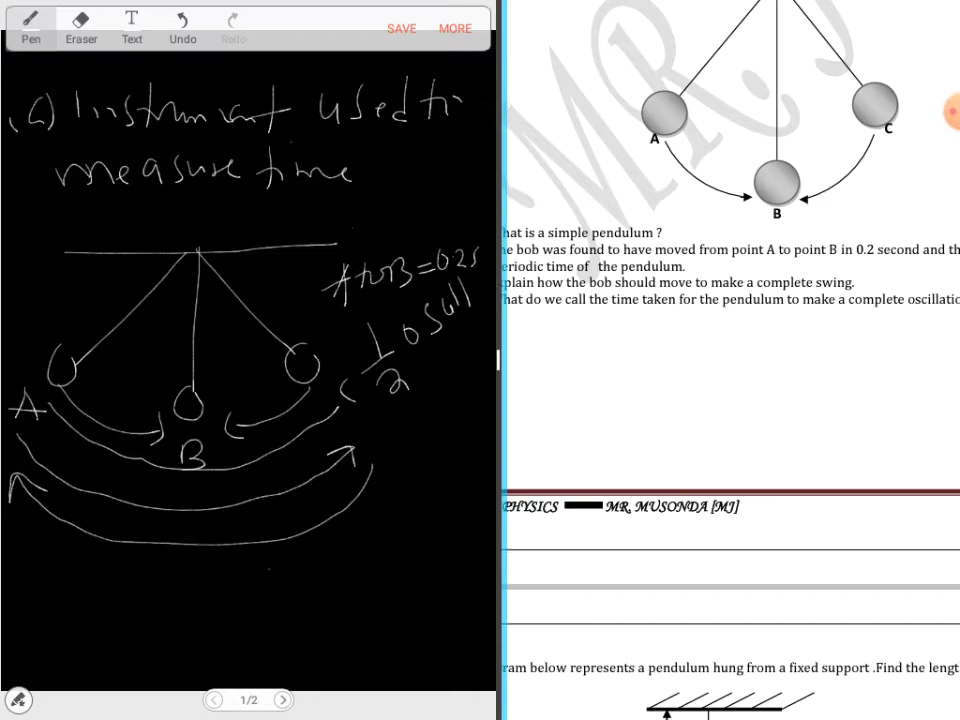 Pen
Eraser
Text
Undo
Redo
SAVE
MORE
(a) Instrument used to
measure time
A to B = 0.2s
1/2 oscill
A
B
C
1/2
MR. J
A
C
B
hat is a simple pendulum ?
he bob was found to have moved from point A to point B in 0.2 second and th
eriodic time of the pendulum.
plain how the bob should move to make a complete swing.
hat do we call the time taken for the pendulum to make a complete oscillatio
PHYSICS MR, MUSONDA [MJ]
ram below represents a pendulum hung from a fixed support .Find the lengt